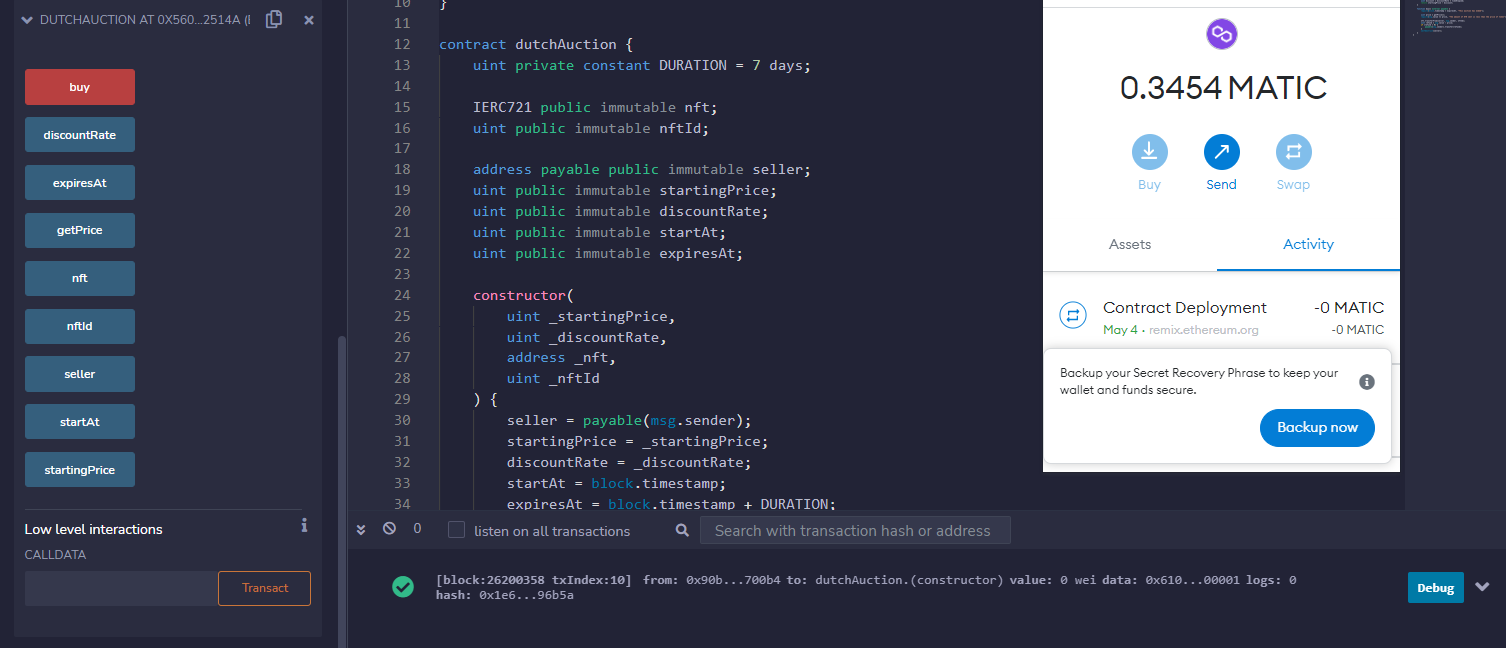 DUTCHAUCTION AT 0X560...2514A (
buy
discountRate
expiresAt
getPrice
nft
nftId
seller
startAt
startingPrice
Low level interactions
CALLDATA
Transact
10 }
11
12 contract dutchAuction {
13 uint private constant DURATION = 7 days;
14
15 IERC721 public immutable nft;
16 uint public immutable nftId;
17
18 address payable public immutable seller;
19 uint public immutable startingPrice;
20 uint public immutable discountRate;
21 uint public immutable startAt;
22 uint public immutable expiresAt;
23
24 constructor(
25 uint _startingPrice,
26 uint _discountRate,
27 address _nft,
28 uint _nftId
29 ) {
30 seller = payable(msg.sender);
31 startingPrice = _startingPrice;
32 discountRate = _discountRate;
33 startAt = block.timestamp;
34 expiresAt = block.timestamp + DURATION;
0.3454 MATIC
Buy Send Swap
Assets Activity
Contract Deployment -0 MATIC
May 4 · remix.ethereum.org -0 MATIC
Backup your Secret Recovery Phrase to keep your
wallet and funds secure.
Backup now
0 listen on all transactions Search with transaction hash or address
[block:26200358 txIndex:10] from: 0x90b...700b4 to: dutchAuction.(constructor) value: 0 wei data: 0x610...00001 logs: 0
hash: 0x1e6...96b5a
Debug